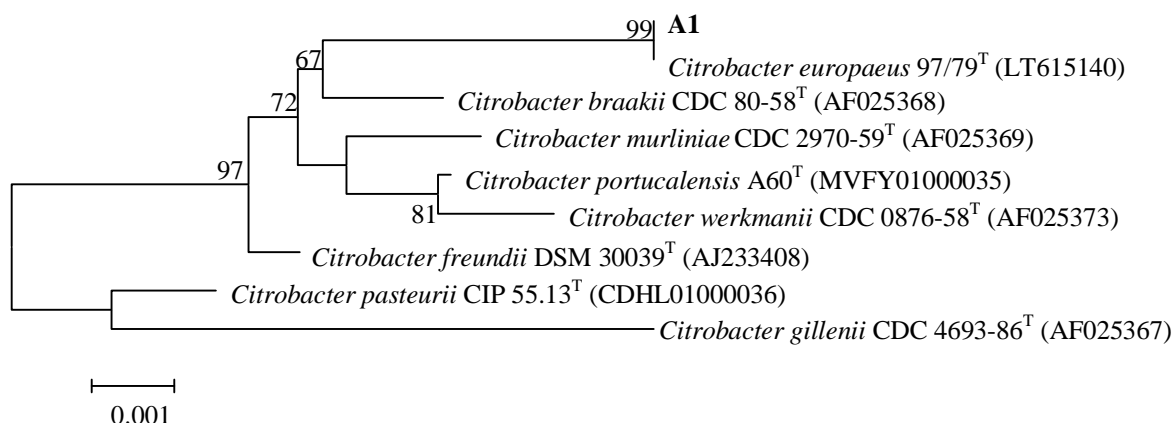 99 A1
Citrobacter europaeus 97/79ᵀ (LT615140)
67
Citrobacter braakii CDC 80-58ᵀ (AF025368)
72
Citrobacter murliniae CDC 2970-59ᵀ (AF025369)
97
Citrobacter portucalensis A60ᵀ (MVFY01000035)
81
Citrobacter werkmanii CDC 0876-58ᵀ (AF025373)
Citrobacter freundii DSM 30039ᵀ (AJ233408)
Citrobacter pasteurii CIP 55.13ᵀ (CDHL01000036)
Citrobacter gillenii CDC 4693-86ᵀ (AF025367)
0.001